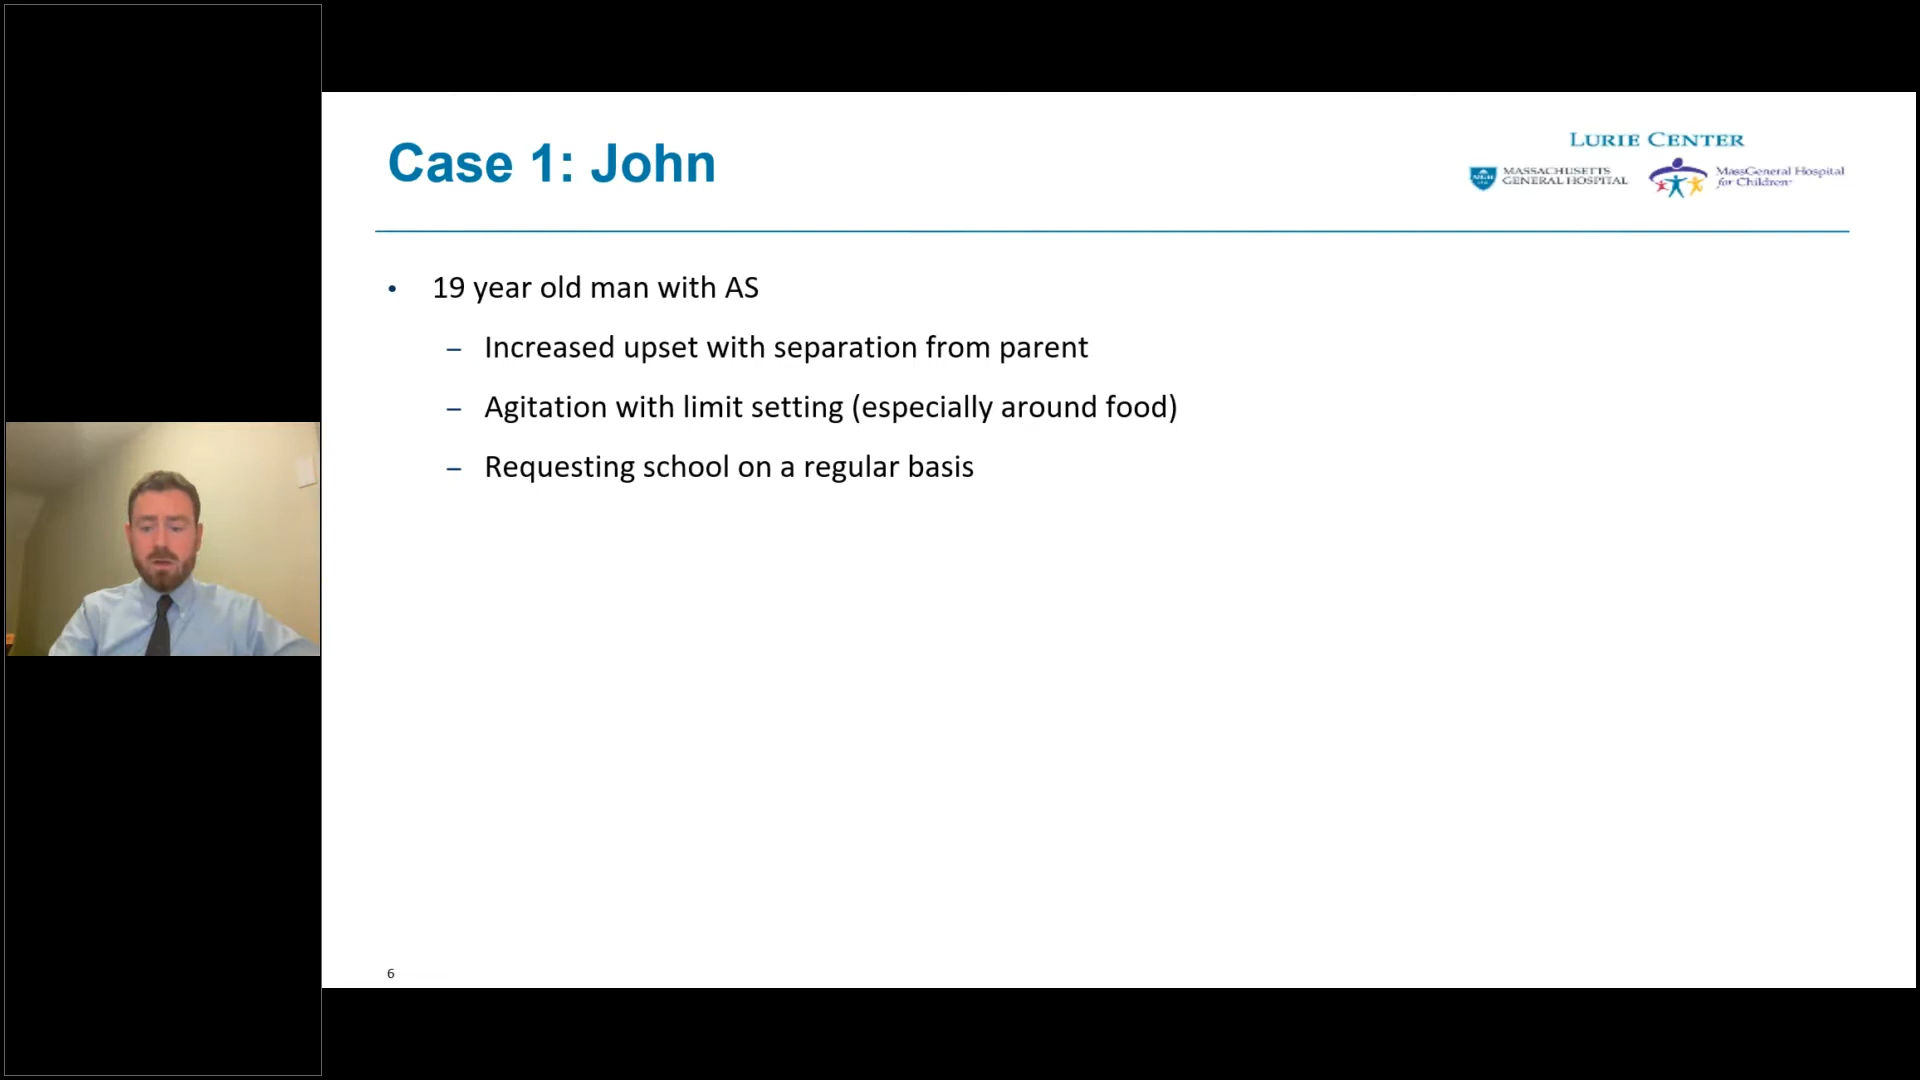 Case 1: John
LURIE CENTER
MASSACHUSETTS
GENERAL HOSPITAL
MassGeneral Hospital
for Children
• 19 year old man with AS
– Increased upset with separation from parent
– Agitation with limit setting (especially around food)
– Requesting school on a regular basis
6